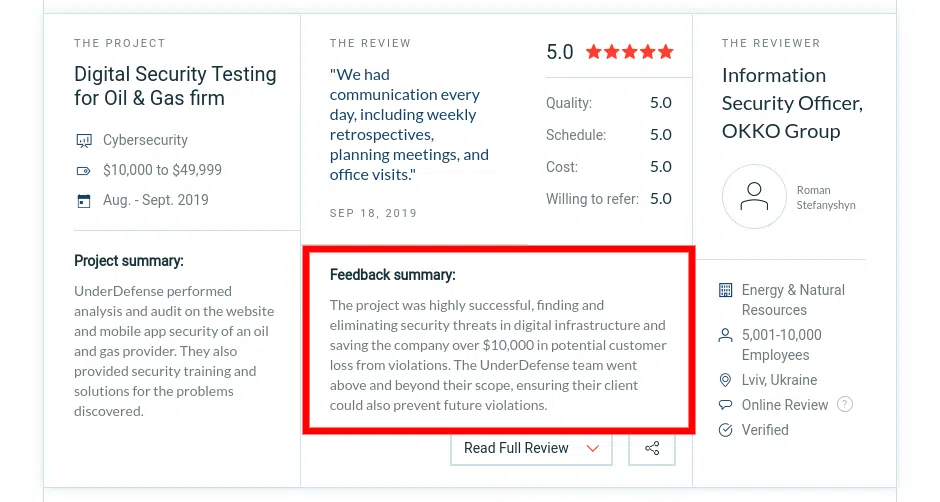 THE PROJECT
Digital Security Testing
for Oil & Gas firm
Cybersecurity
$10,000 to $49,999
Aug. - Sept. 2019
Project summary:
UnderDefense performed
analysis and audit on the website
and mobile app security of an oil
and gas provider. They also
provided security training and
solutions for the problems
discovered.
THE REVIEW
"We had
communication every
day, including weekly
retrospectives,
planning meetings, and
office visits."
SEP 18, 2019
5.0
Quality: 5.0
Schedule: 5.0
Cost: 5.0
Willing to refer: 5.0
Feedback summary:
The project was highly successful, finding and
eliminating security threats in digital infrastructure and
saving the company over $10,000 in potential customer
loss from violations. The UnderDefense team went
above and beyond their scope, ensuring their client
could also prevent future violations.
Read Full Review
THE REVIEWER
Information
Security Officer,
OKKO Group
Roman
Stefanyshyn
Energy & Natural
Resources
5,001-10,000
Employees
Lviv, Ukraine
Online Review ?
Verified